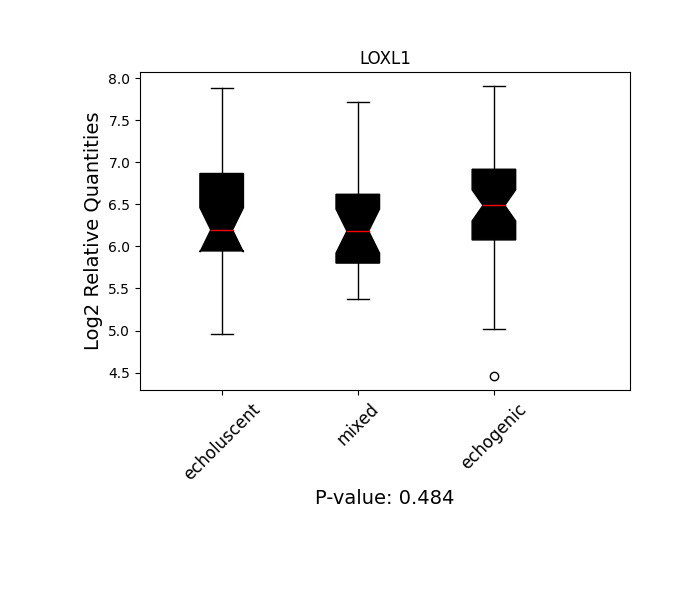 LOXL1
Log2 Relative Quantities
8.0
7.5
7.0
6.5
6.0
5.5
5.0
4.5
echoluscent
mixed
echogenic
P-value: 0.484